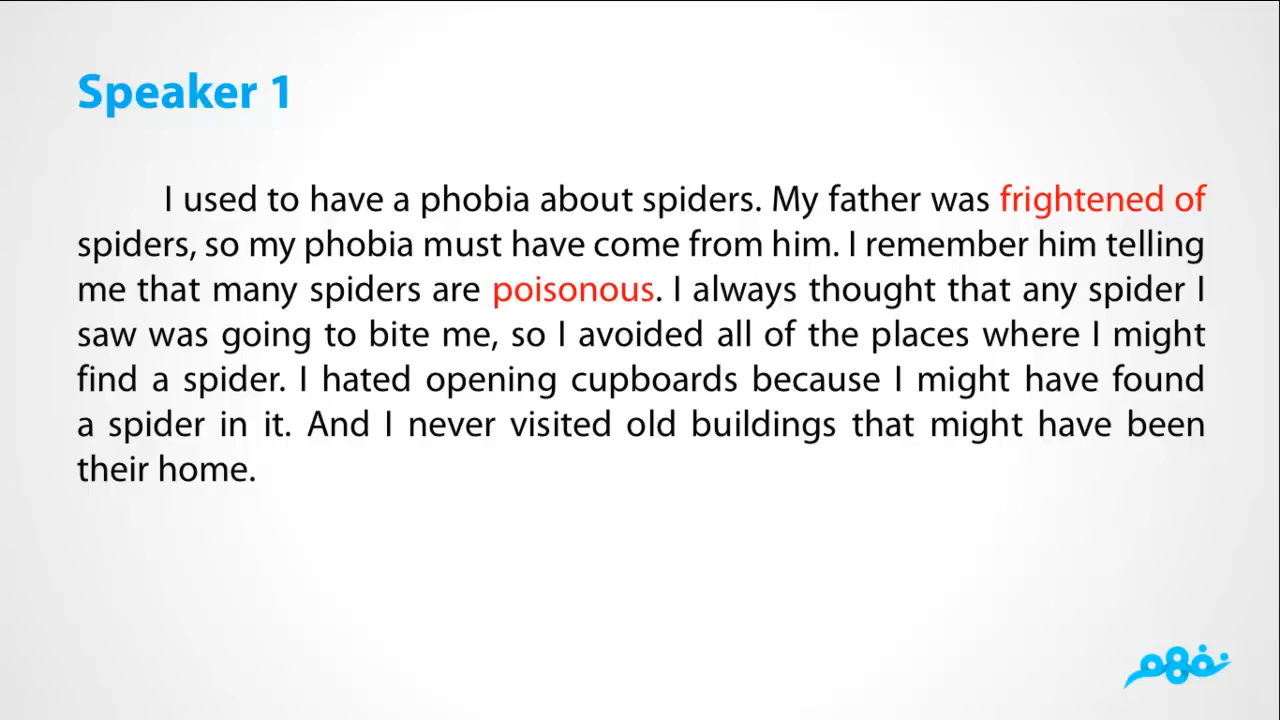 Speaker 1
I used to have a phobia about spiders. My father was frightened of
spiders, so my phobia must have come from him. I remember him telling
me that many spiders are poisonous. I always thought that any spider I
saw was going to bite me, so I avoided all of the places where I might
find a spider. I hated opening cupboards because I might have found
a spider in it. And I never visited old buildings that might have been
their home.
نفهم